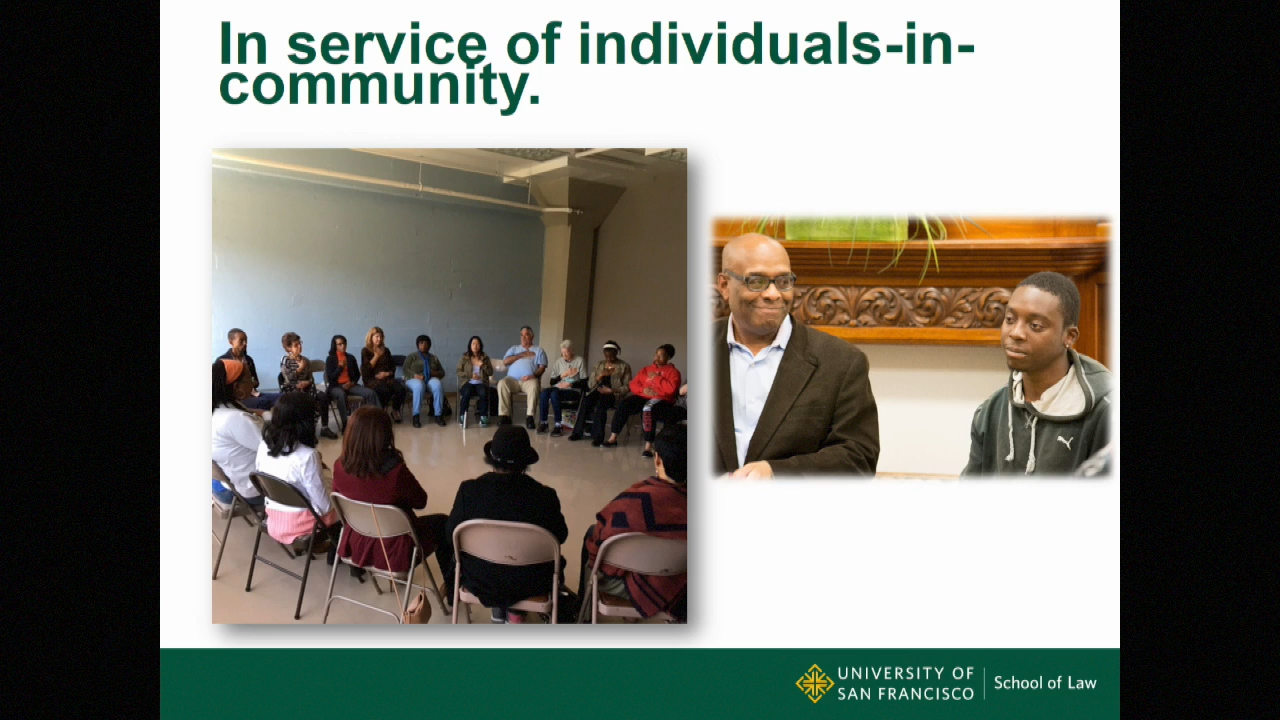 In service of individuals-in-
community.
UNIVERSITY OF
SAN FRANCISCO
School of Law